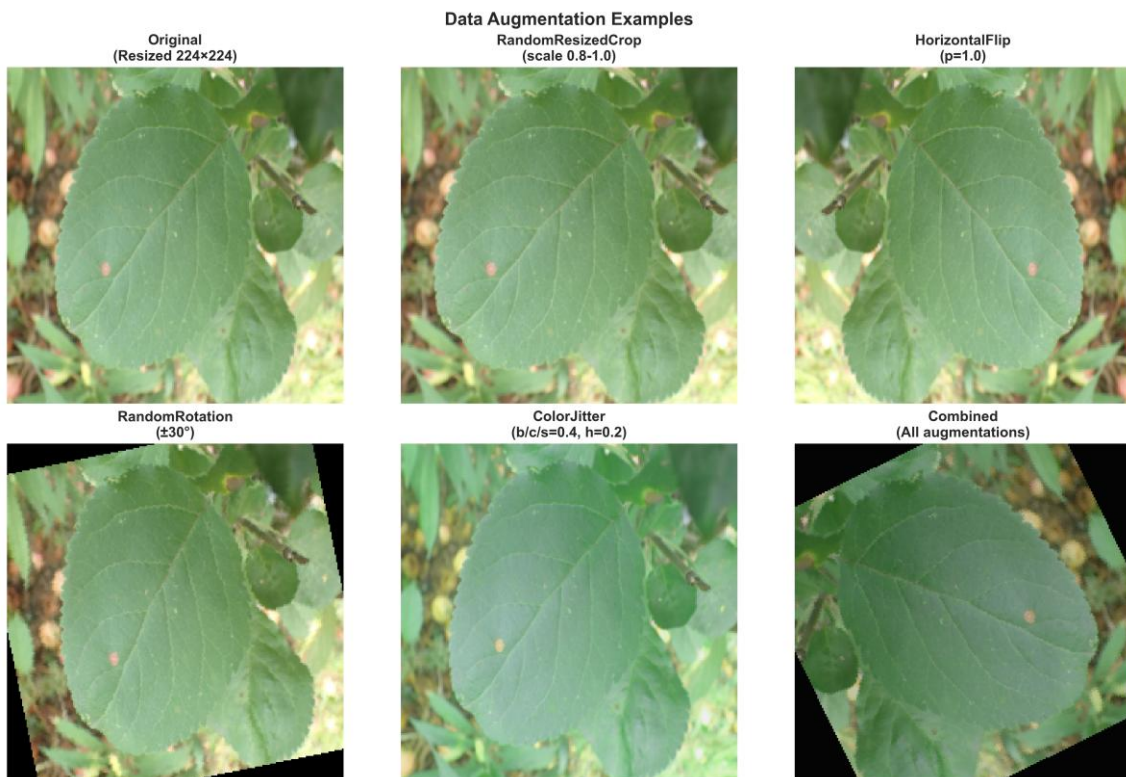 Data Augmentation Examples
Original
(Resized 224×224)
RandomResizedCrop
(scale 0.8-1.0)
HorizontalFlip
(p=1.0)
RandomRotation
(±30°)
ColorJitter
(b/c/s=0.4, h=0.2)
Combined
(All augmentations)